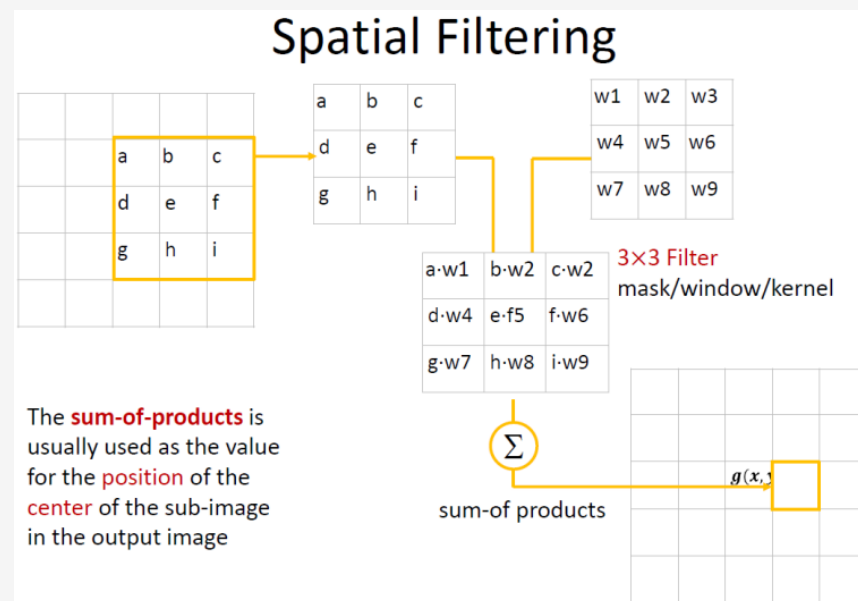 Spatial Filtering
a b c
d e f
g h i
a b c
d e f
g h i
w1 w2 w3
w4 w5 w6
w7 w8 w9
a·w1 b·w2 c·w2
d·w4 e·f5 f·w6
g·w7 h·w8 i·w9
3×3 Filter
mask/window/kernel
The sum-of-products is
usually used as the value
for the position of the
center of the sub-image
in the output image
Σ
sum-of products
g(x,